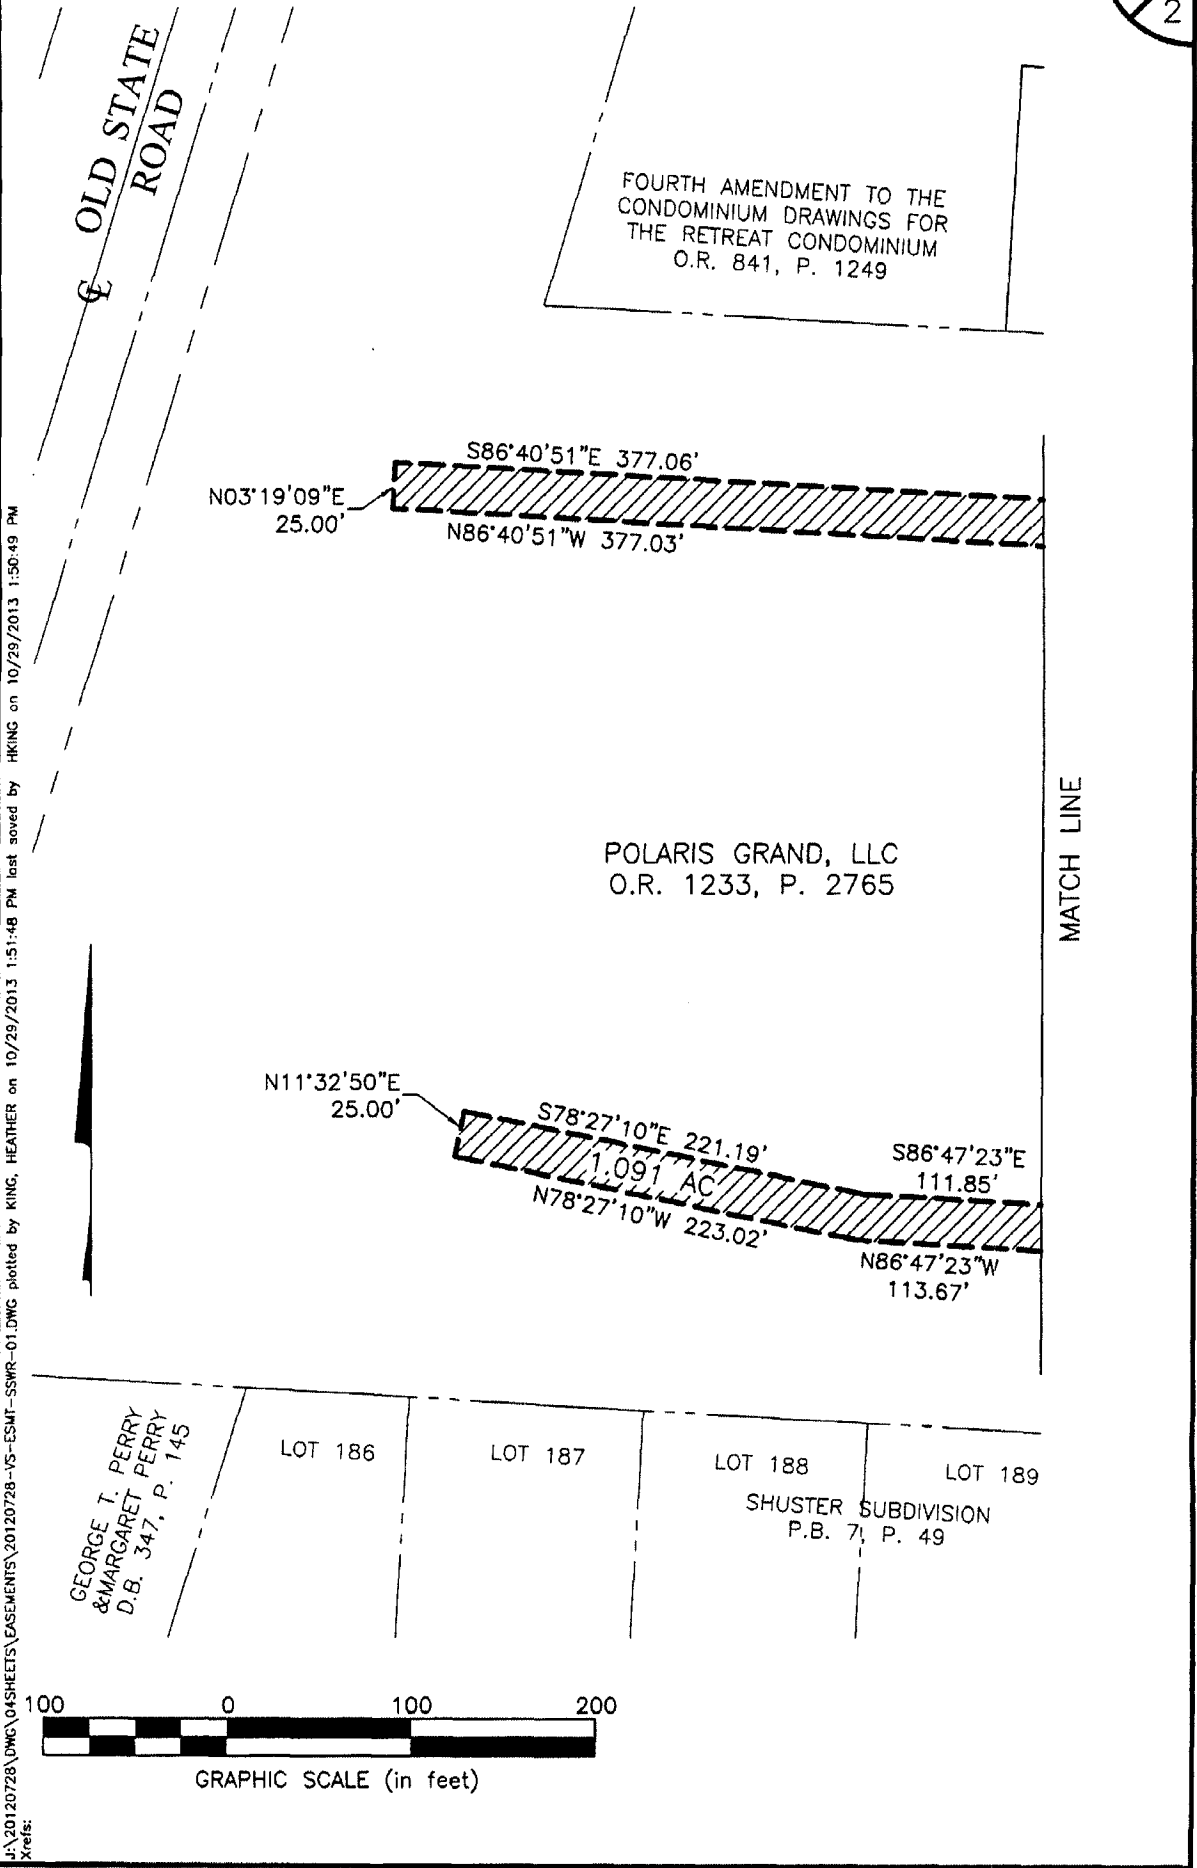 2
OLD STATE
ROAD
℄
FOURTH AMENDMENT TO THE
CONDOMINIUM DRAWINGS FOR
THE RETREAT CONDOMINIUM
O.R. 841, P. 1249
S86°40'51"E 377.06'
N03°19'09"E
25.00'
N86°40'51"W 377.03'
POLARIS GRAND, LLC
O.R. 1233, P. 2765
MATCH LINE
N11°32'50"E
25.00'
S78°27'10"E 221.19'
1.091 AC
N78°27'10"W 223.02'
S86°47'23"E
111.85'
N86°47'23"W
113.67'
GEORGE T. PERRY
&MARGARET PERRY
D.B. 347, P. 145
LOT 186
LOT 187
LOT 188
LOT 189
SHUSTER SUBDIVISION
P.B. 7, P. 49
100 0 100 200
GRAPHIC SCALE (in feet)
J:\20120728\DWG\04SHEETS\EASEMENTS\20120728-VS-ESMT-SSWR-01.DWG plotted by KING, HEATHER on 10/29/2013 1:51:48 PM last saved by HKING on 10/29/2013 1:50:49 PM
Xrefs: